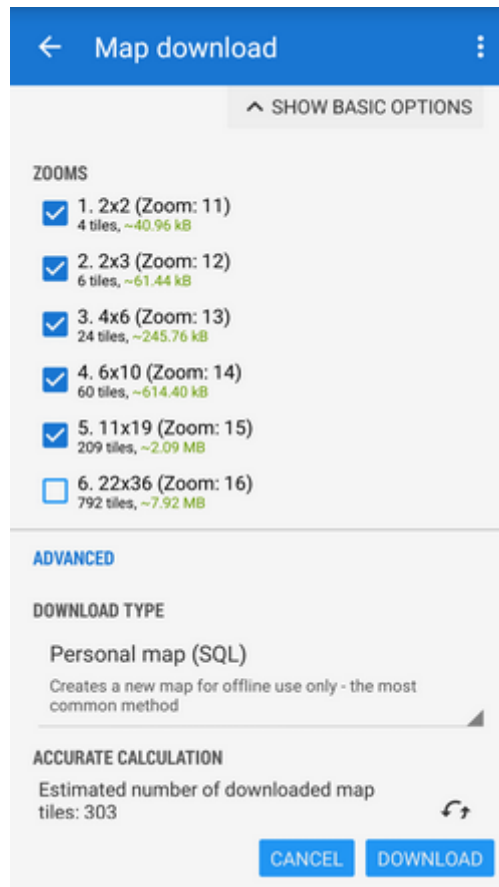 Map download
SHOW BASIC OPTIONS
ZOOMS
1. 2x2 (Zoom: 11)
4 tiles, ~40.96 kB
2. 2x3 (Zoom: 12)
6 tiles, ~61.44 kB
3. 4x6 (Zoom: 13)
24 tiles, ~245.76 kB
4. 6x10 (Zoom: 14)
60 tiles, ~614.40 kB
5. 11x19 (Zoom: 15)
209 tiles, ~2.09 MB
6. 22x36 (Zoom: 16)
792 tiles, ~7.92 MB
ADVANCED
DOWNLOAD TYPE
Personal map (SQL)
Creates a new map for offline use only - the most
common method
ACCURATE CALCULATION
Estimated number of downloaded map
tiles: 303
CANCEL DOWNLOAD